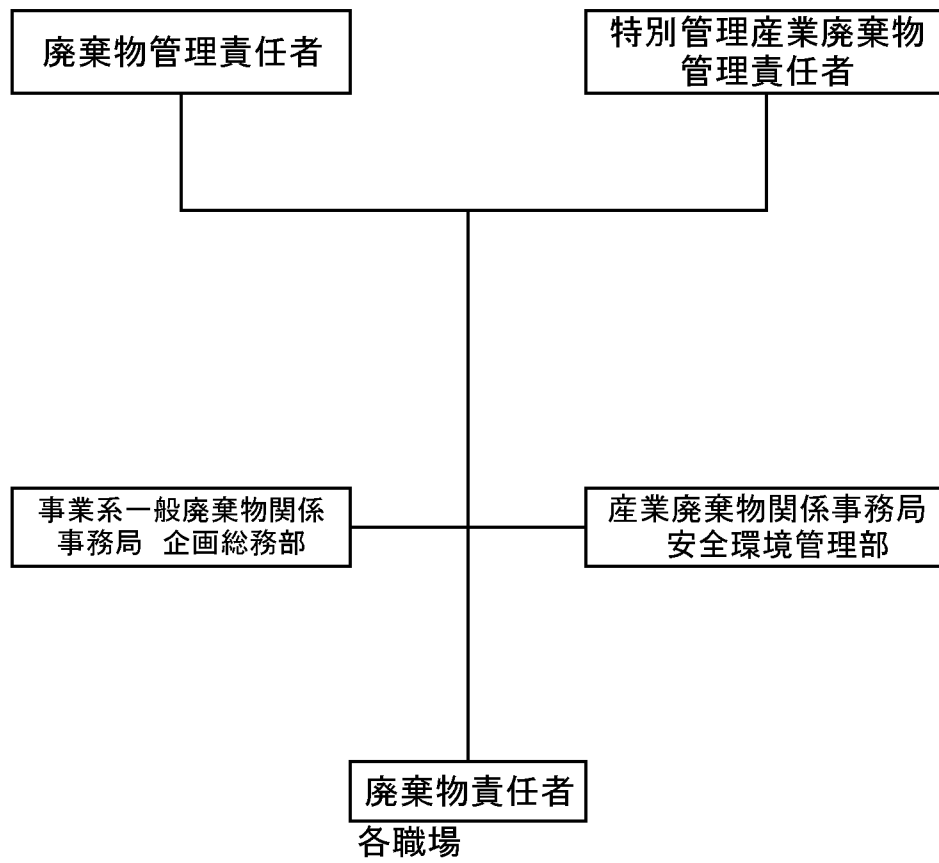 廃棄物管理責任者
特別管理産業廃棄物
管理責任者
事業系一般廃棄物関係
事務局 企画総務部
産業廃棄物関係事務局
安全環境管理部
廃棄物責任者
各職場